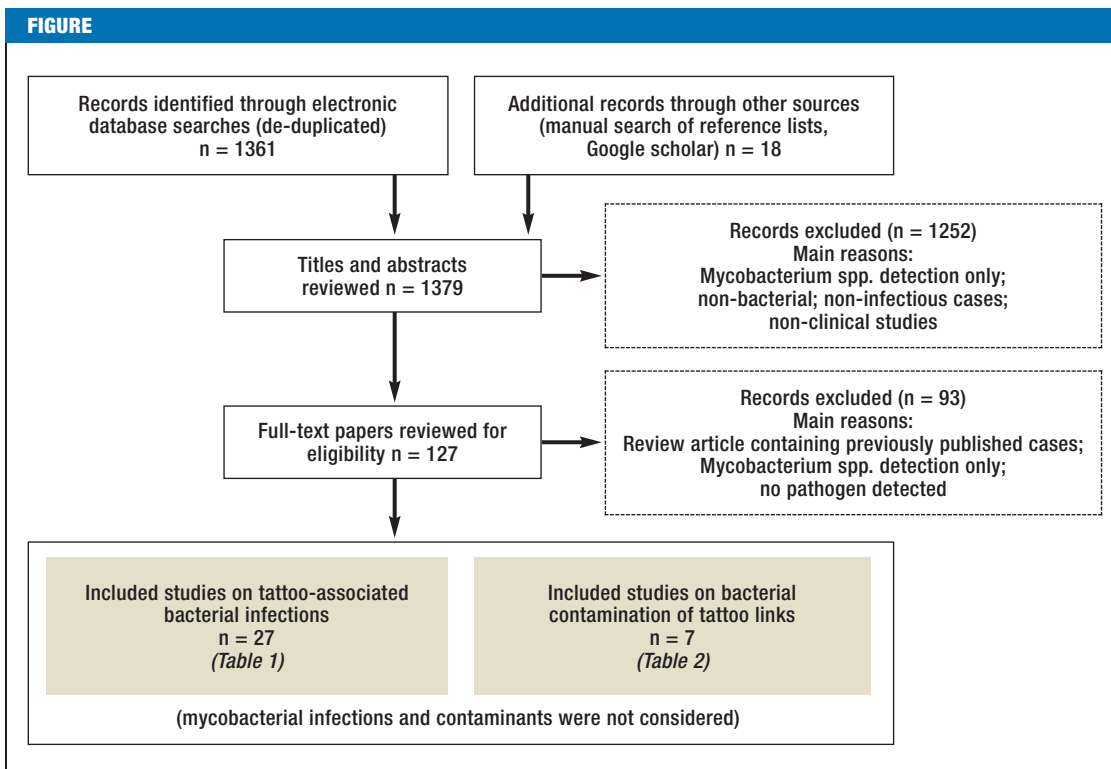 FIGURE
Records identified through electronic
database searches (de-duplicated)
n = 1361
Additional records through other sources
(manual search of reference lists,
Google scholar) n = 18
Records excluded (n = 1252)
Main reasons:
Mycobacterium spp. detection only;
non-bacterial; non-infectious cases;
non-clinical studies
Titles and abstracts
reviewed n = 1379
Records excluded (n = 93)
Main reasons:
Review article containing previously published cases;
Mycobacterium spp. detection only;
no pathogen detected
Full-text papers reviewed for
eligibility n = 127
Included studies on tattoo-associated
bacterial infections
n = 27
(Table 1)
Included studies on bacterial
contamination of tattoo links
n = 7
(Table 2)
(mycobacterial infections and contaminants were not considered)